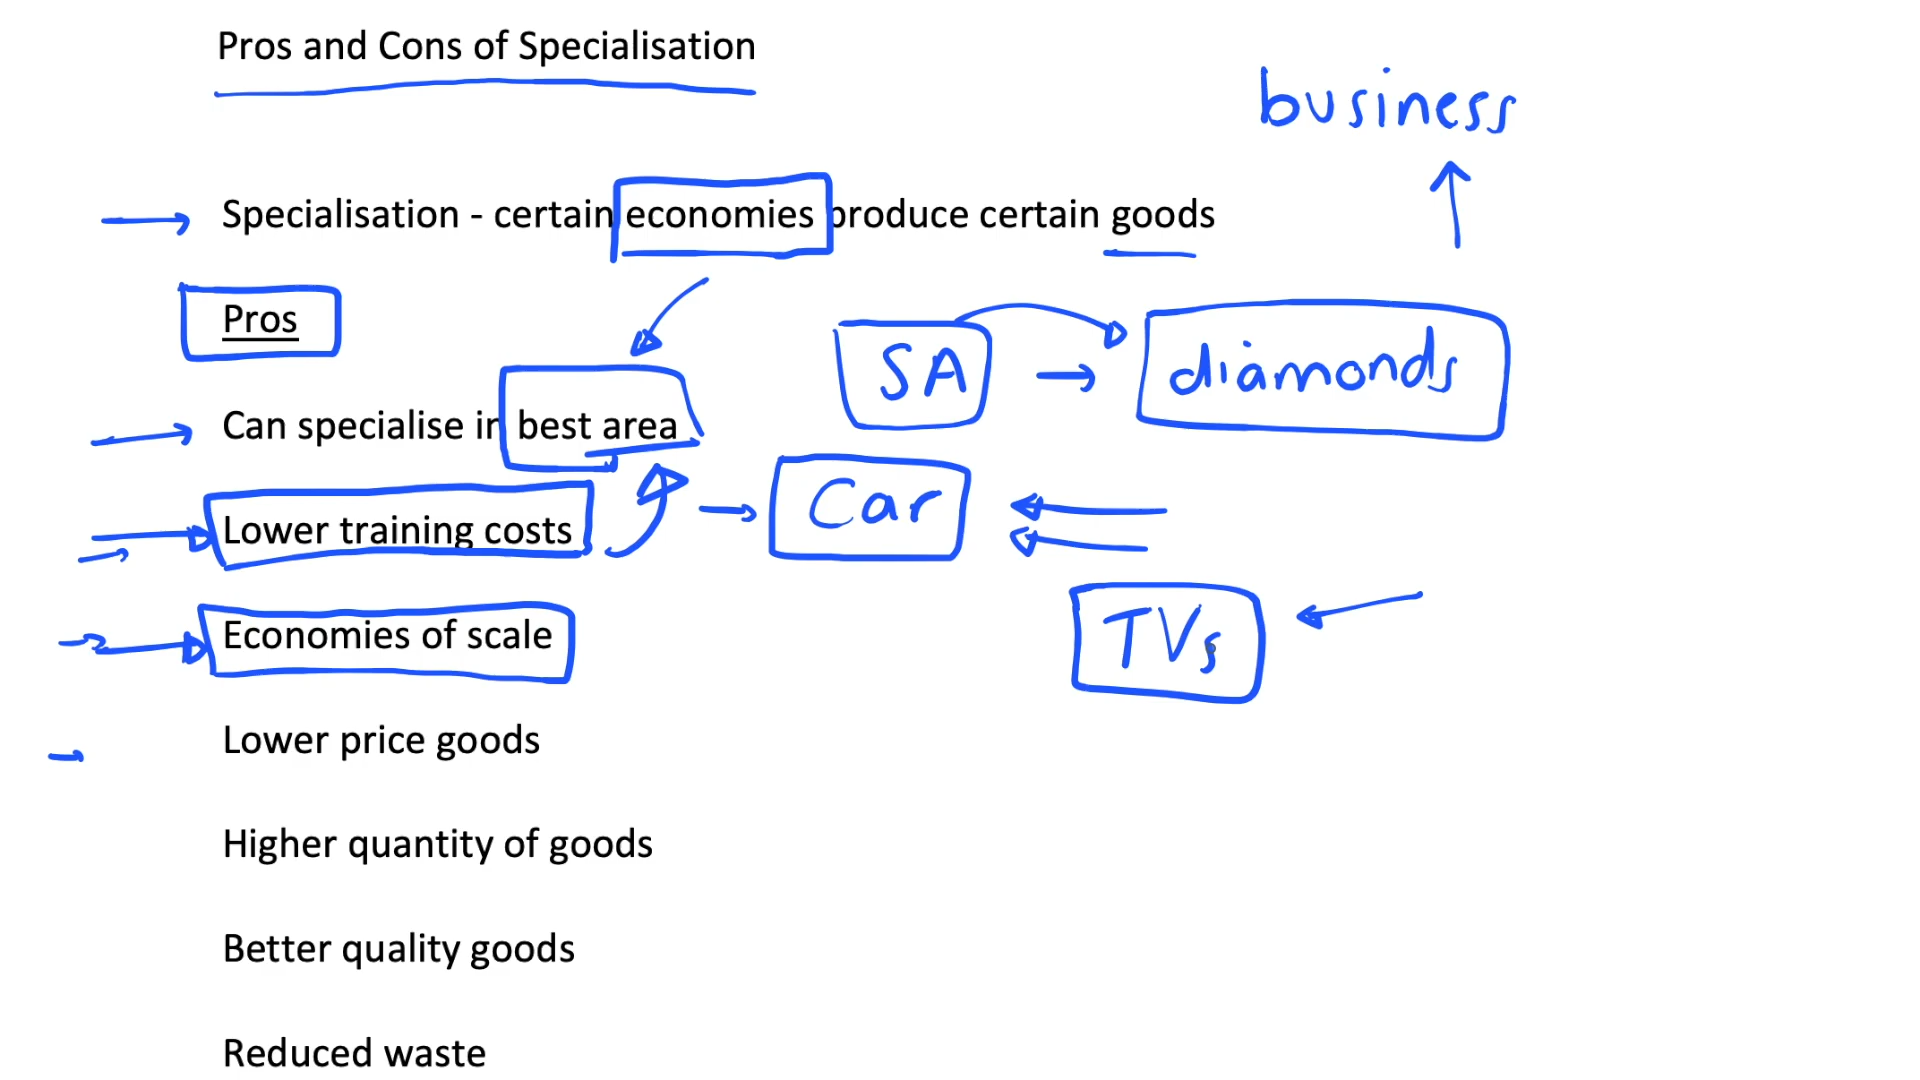 Pros and Cons of Specialisation
business
Specialisation - certain economies produce certain goods
Pros
SA
diamonds
Can specialise in best area
Car
Lower training costs
Economies of scale
TVs
Lower price goods
Higher quantity of goods
Better quality goods
Reduced waste